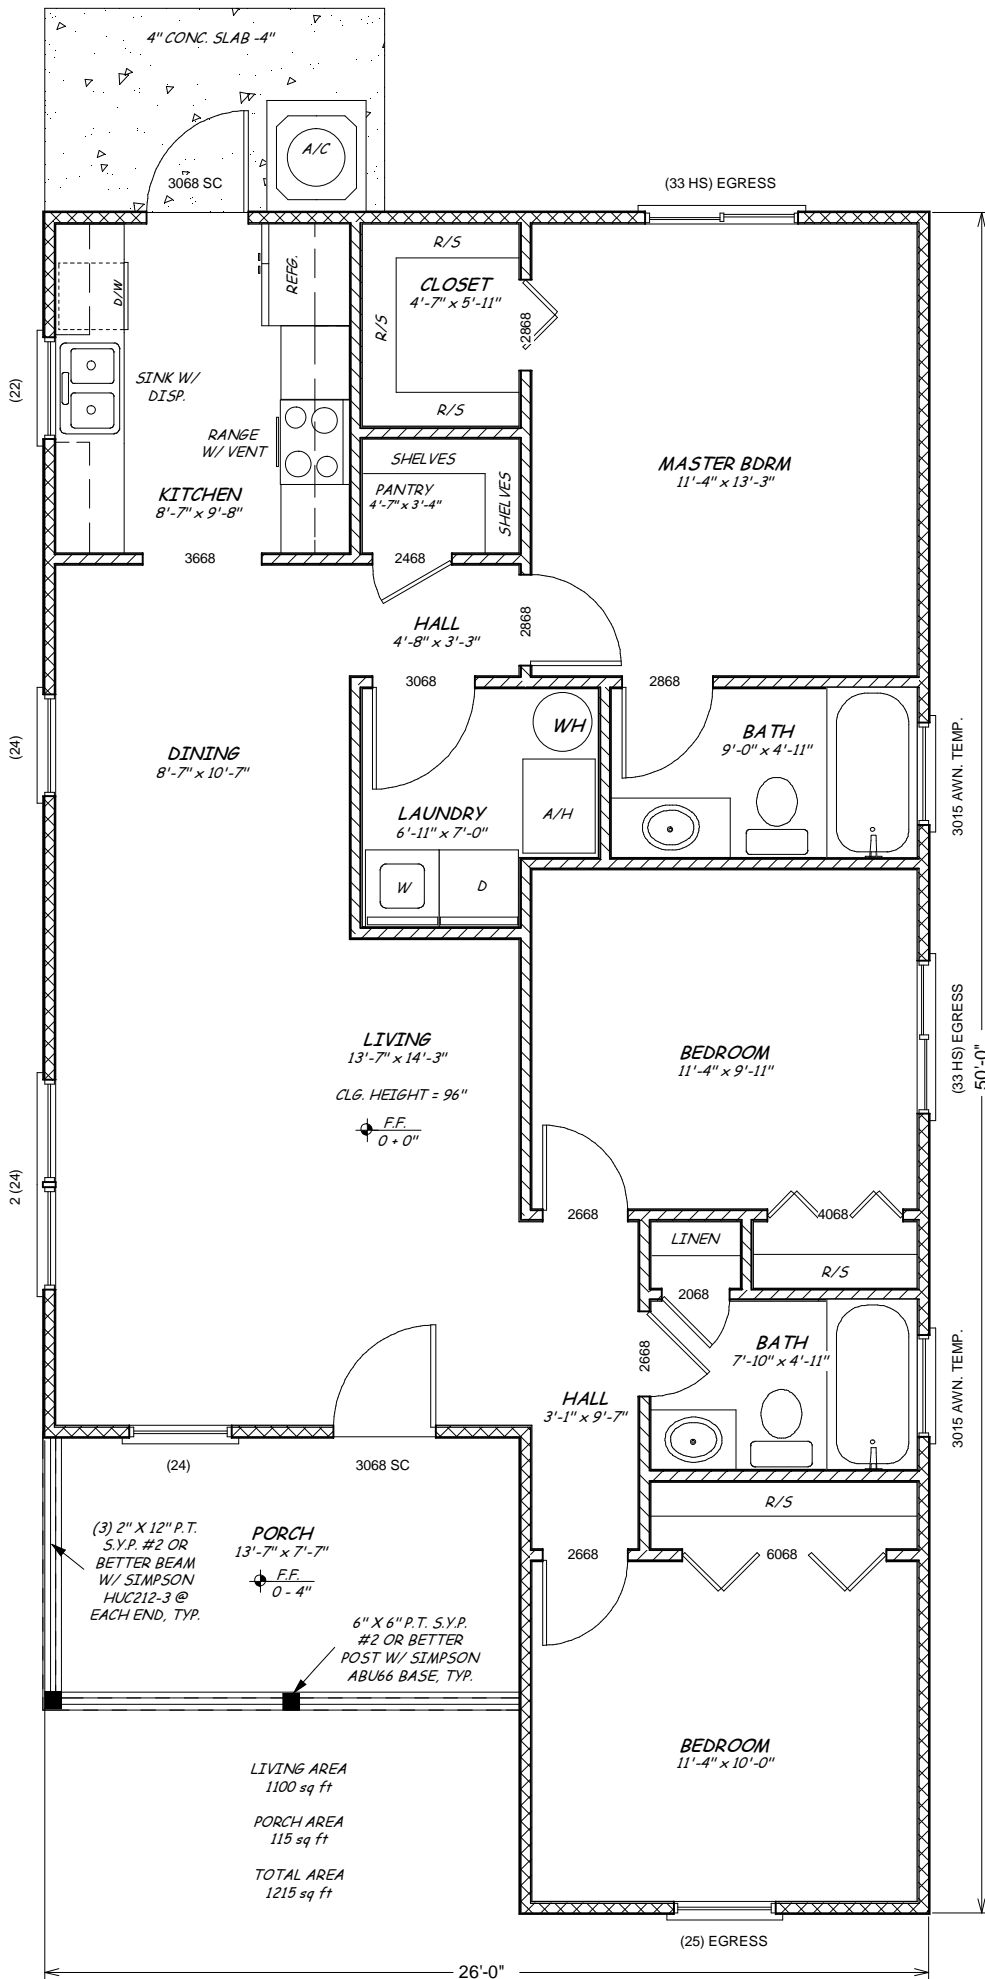 4" CONC. SLAB -4"
A/C
3068 SC
(33 HS) EGRESS
R/S
REFG.
CLOSET
4'-7" x 5'-11"
D/W
R/S
2868
(22)
SINK W/
DISP.
R/S
RANGE
W/ VENT
SHELVES
MASTER BDRM
11'-4" x 13'-3"
KITCHEN
8'-7" x 9'-8"
PANTRY
4'-7" x 3'-4"
SHELVES
3668
2468
HALL
4'-8" x 3'-3"
2868
3068
2868
(24)
DINING
8'-7" x 10'-7"
WH
BATH
9'-0" x 4'-11"
3015 AWN. TEMP.
LAUNDRY
6'-11" x 7'-0"
A/H
W
D
LIVING
13'-7" x 14'-3"
BEDROOM
11'-4" x 9'-11"
(33 HS) EGRESS
50'-0"
CLG. HEIGHT = 96"
F.F.
0 + 0"
2 (24)
2668
4068
LINEN
R/S
2068
2668
BATH
7'-10" x 4'-11"
3015 AWN. TEMP.
HALL
3'-1" x 9'-7"
(24)
3068 SC
R/S
(3) 2" X 12" P.T.
S.Y.P. #2 OR
BETTER BEAM
W/ SIMPSON
HUC212-3 @
EACH END, TYP.
PORCH
13'-7" x 7'-7"
F.F.
0 - 4"
2668
6068
6" X 6" P.T. S.Y.P.
#2 OR BETTER
POST W/ SIMPSON
ABU66 BASE, TYP.
BEDROOM
11'-4" x 10'-0"
LIVING AREA
1100 sq ft
PORCH AREA
115 sq ft
TOTAL AREA
1215 sq ft
(25) EGRESS
26'-0"